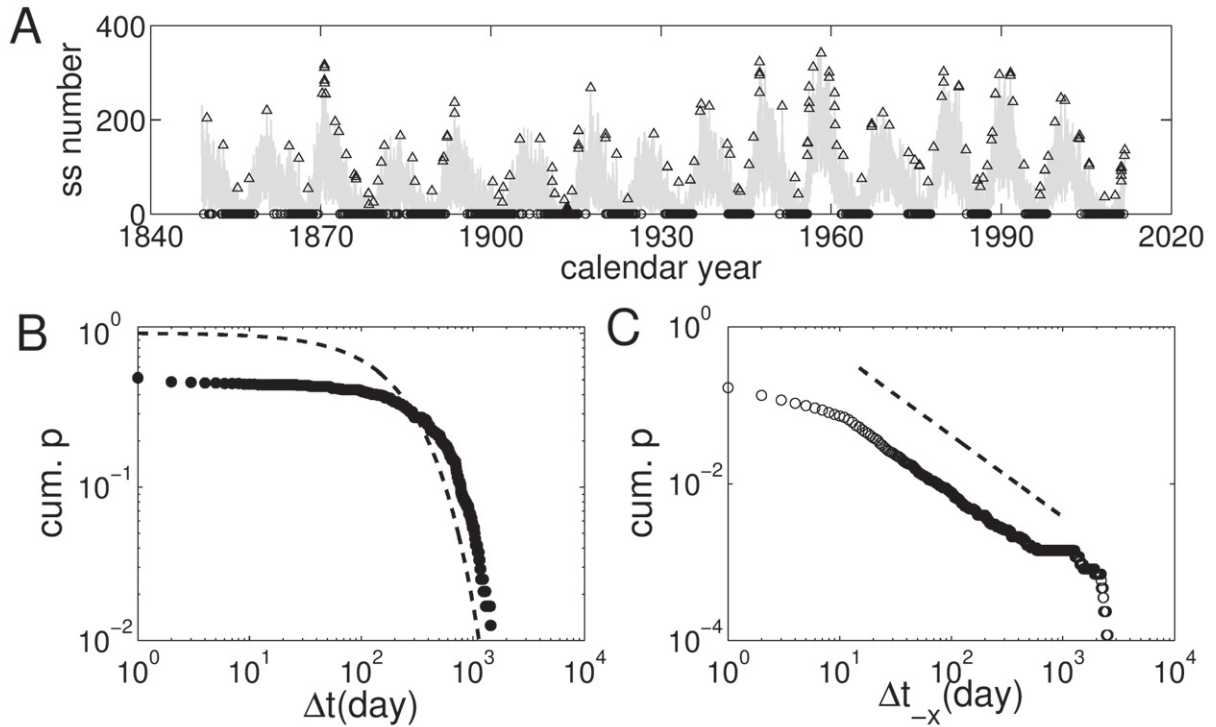 A
ss number
400
200
0
1840 1870 1900 1930 1960 1990 2020
calendar year
B
cum. p
10^0
10^-1
10^-2
10^0 10^1 10^2 10^3 10^4
Δt(day)
C
cum. p
10^0
10^-2
10^-4
10^0 10^1 10^2 10^3 10^4
Δt_-x(day)